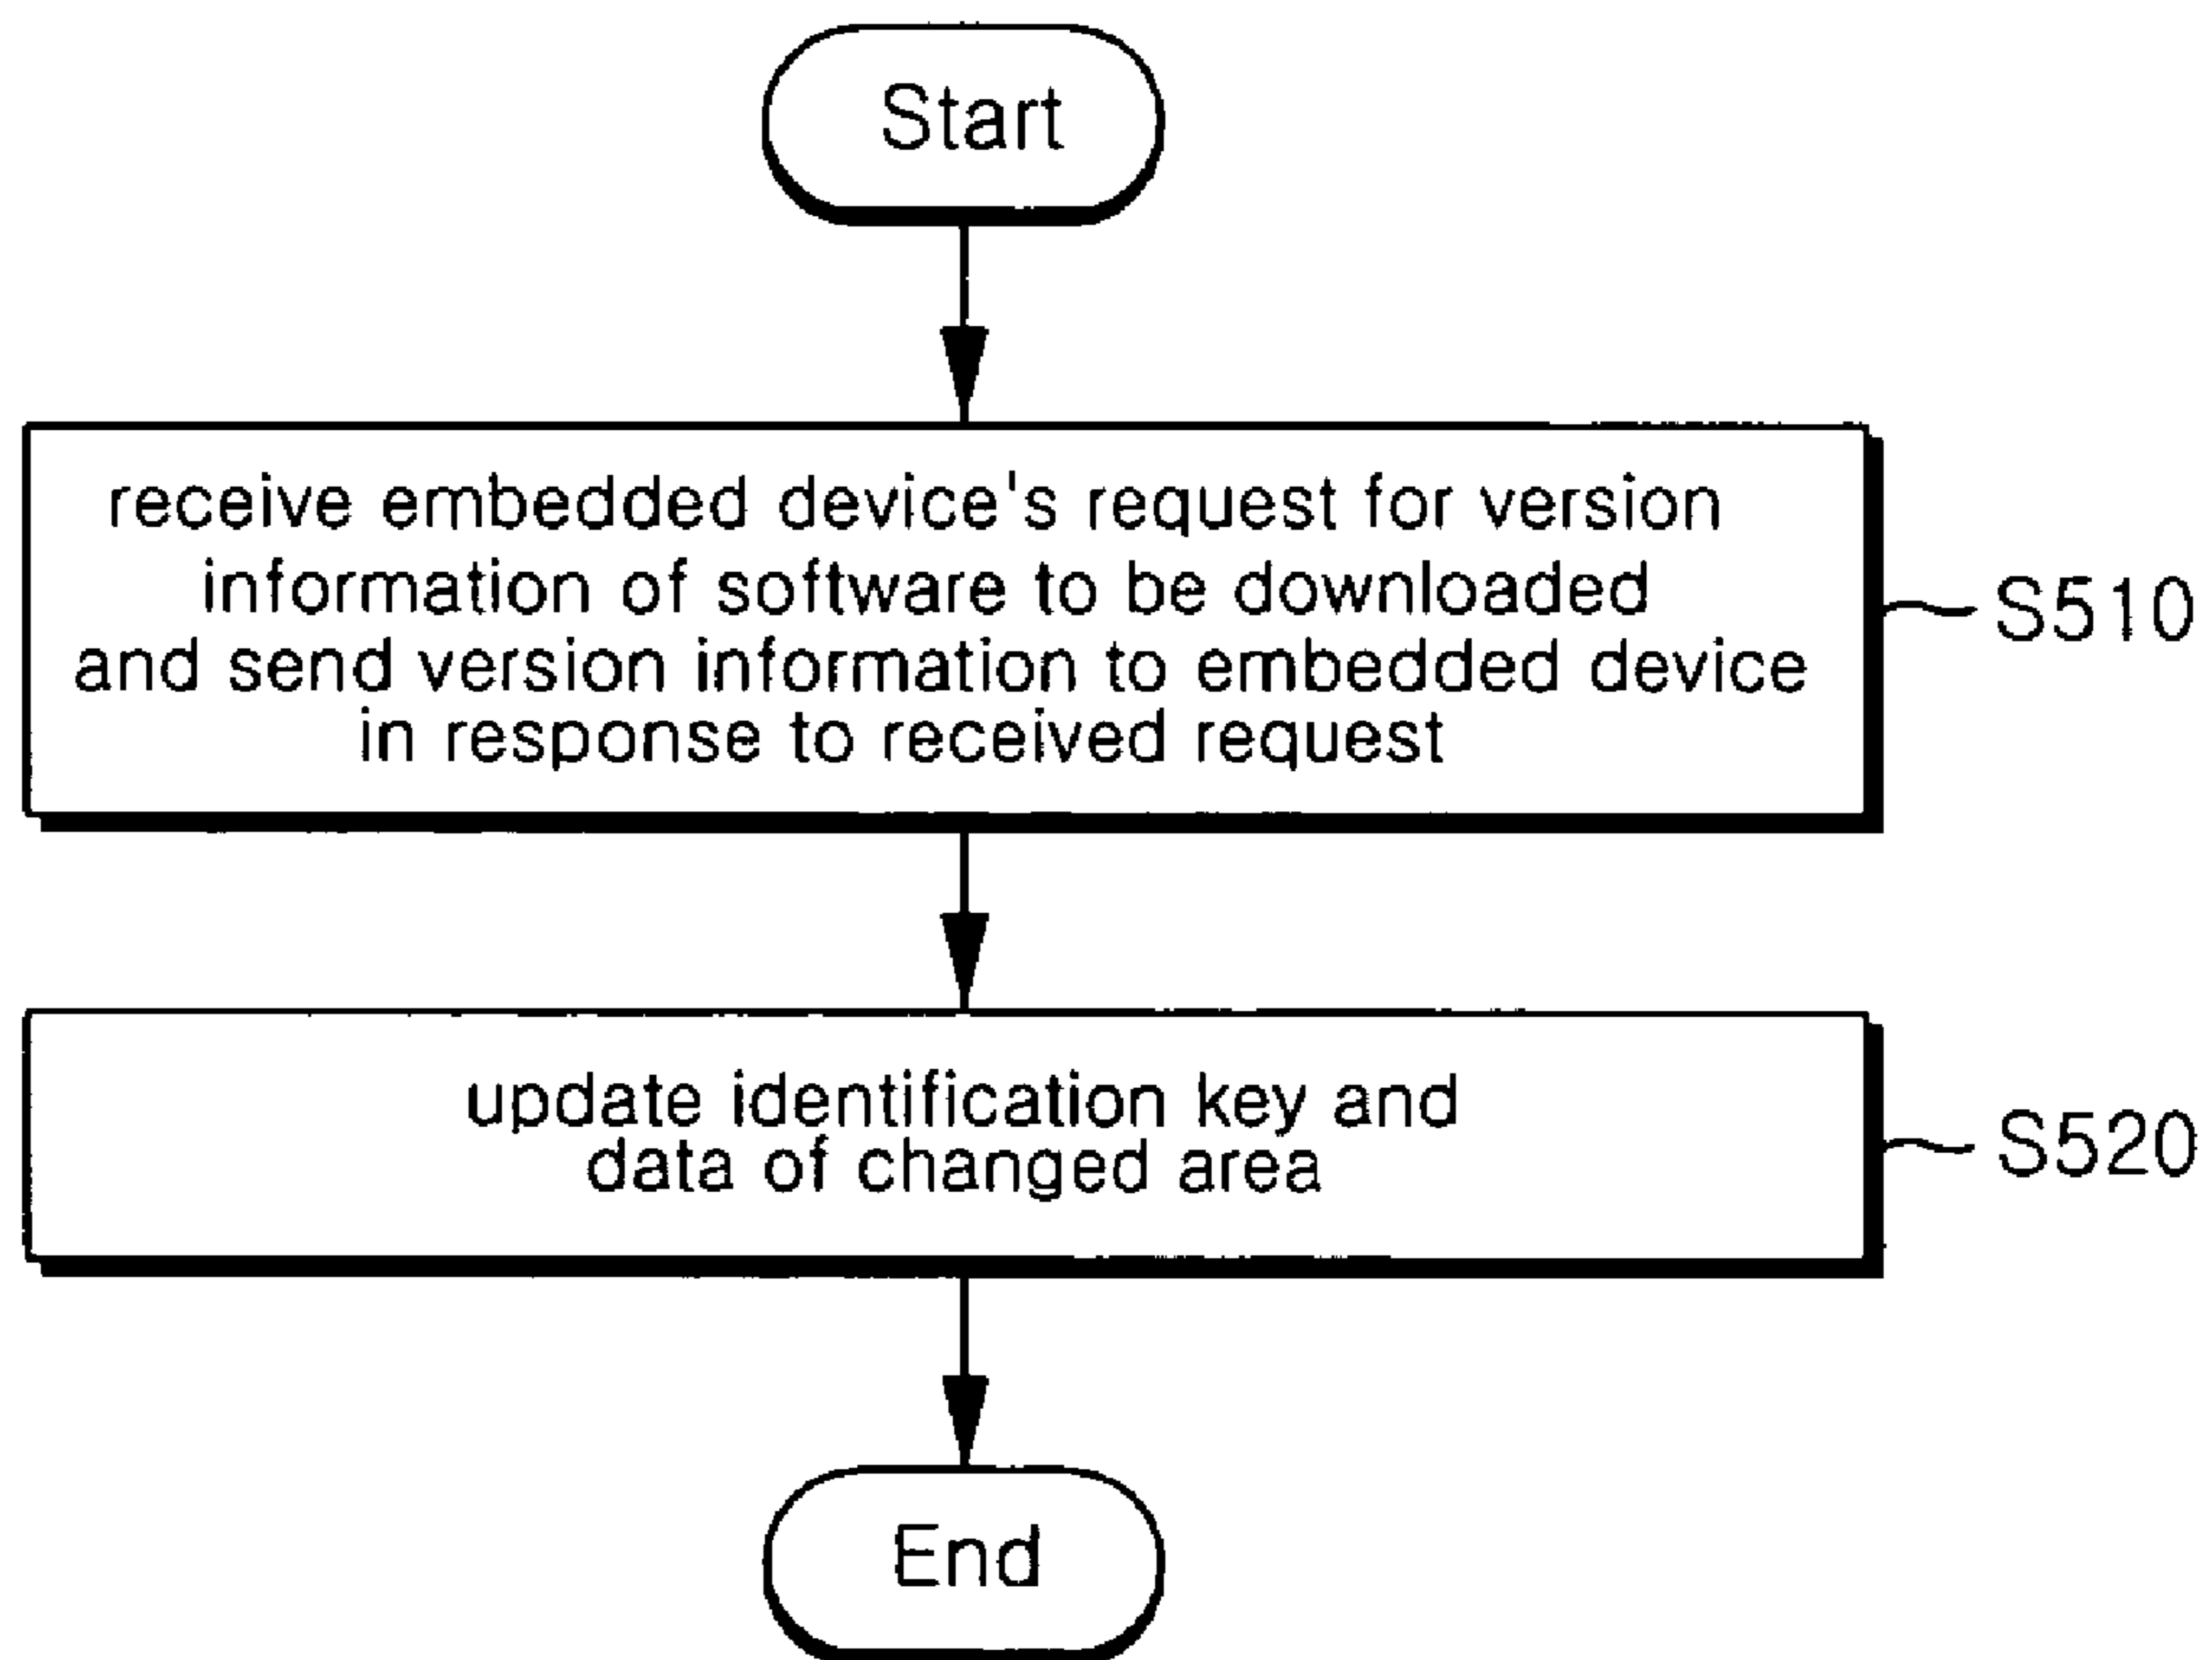 Start
receive embedded device's request for version
information of software to be downloaded
and send version information to embedded device
in response to received request
S510
update identification key and
data of changed area
S520
End